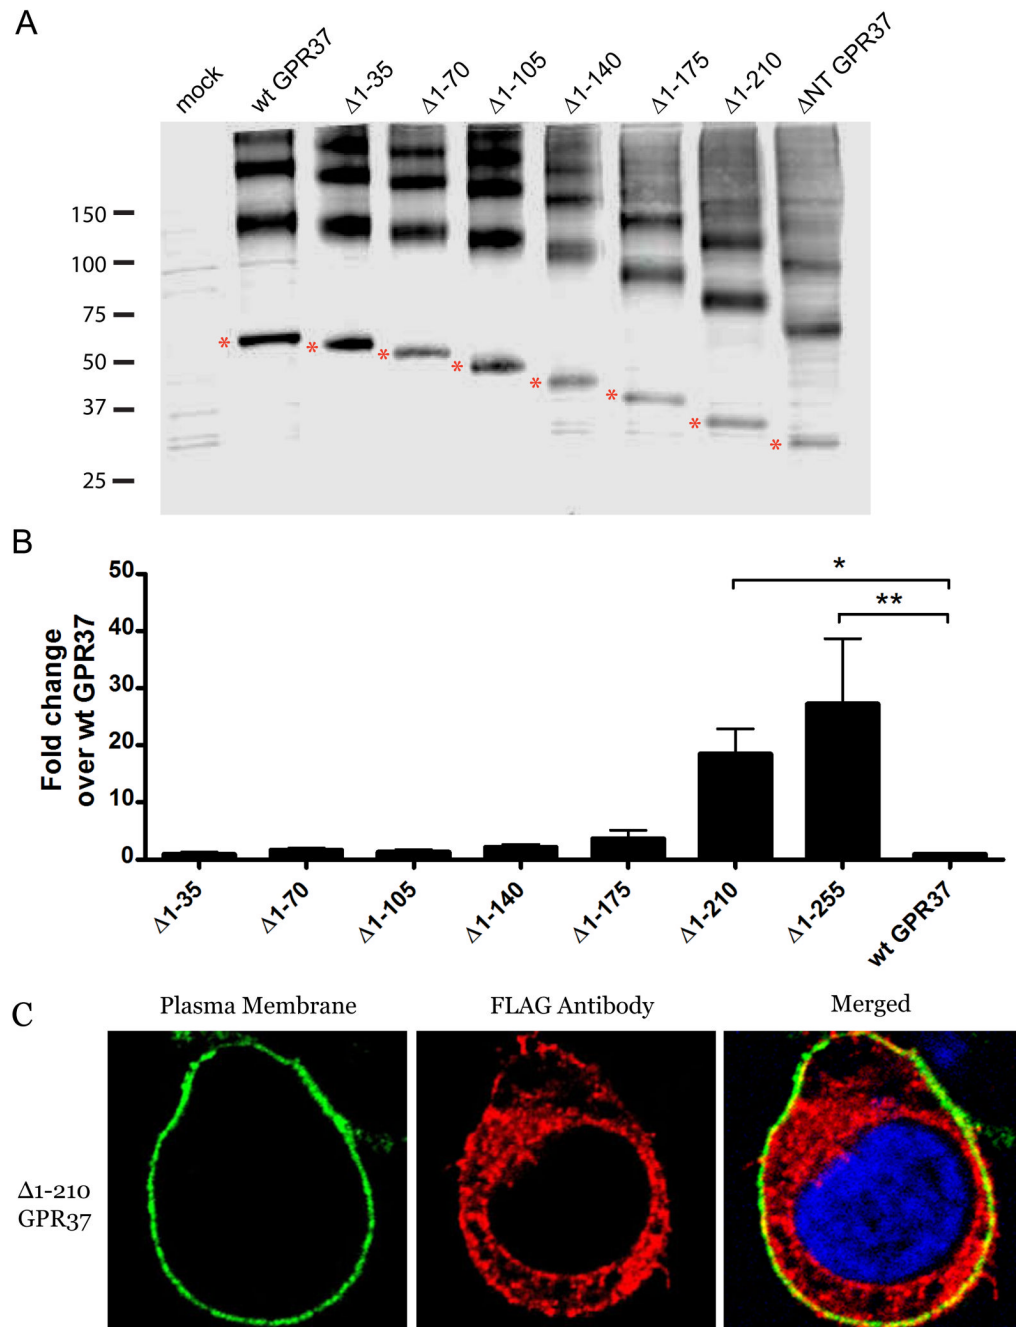 A
mock
wt GPR37
Δ1-35
Δ1-70
Δ1-105
Δ1-140
Δ1-175
Δ1-210
ΔNT GPR37
150
100
75
50
37
25
* * * * * * * *
B
Fold change
over wt GPR37
50
40
30
20
10
0
*
**
Δ1-35
Δ1-70
Δ1-105
Δ1-140
Δ1-175
Δ1-210
Δ1-255
wt GPR37
C
Plasma Membrane
FLAG Antibody
Merged
Δ1-210
GPR37